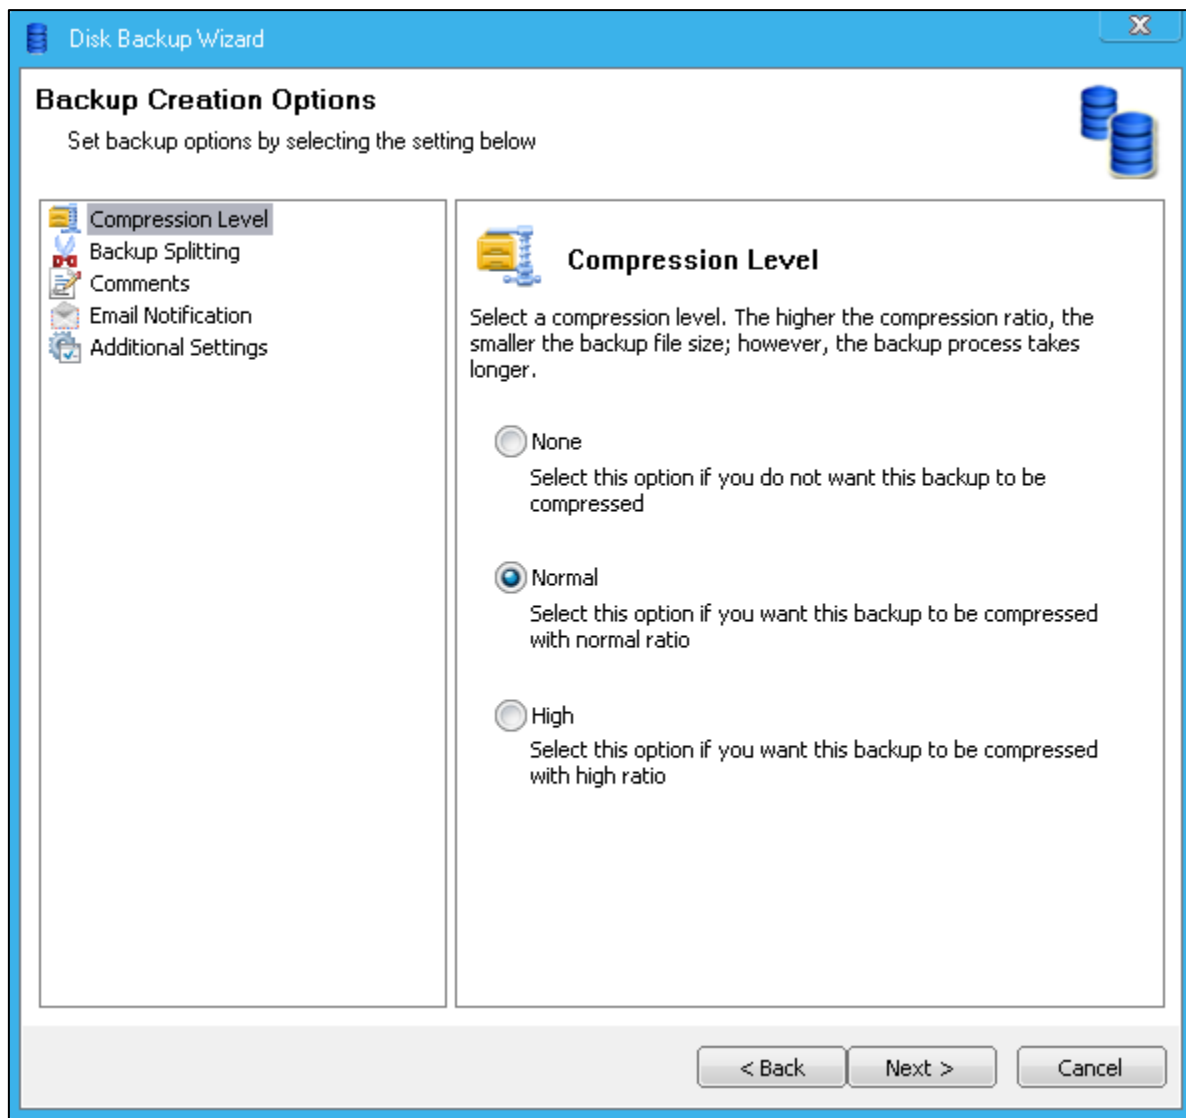 Disk Backup Wizard
Backup Creation Options
Set backup options by selecting the setting below
Compression Level
Backup Splitting
Comments
Email Notification
Additional Settings
Compression Level
Select a compression level. The higher the compression ratio, the
smaller the backup file size; however, the backup process takes
longer.
None
Select this option if you do not want this backup to be
compressed
Normal
Select this option if you want this backup to be compressed
with normal ratio
High
Select this option if you want this backup to be compressed
with high ratio
< Back
Next >
Cancel